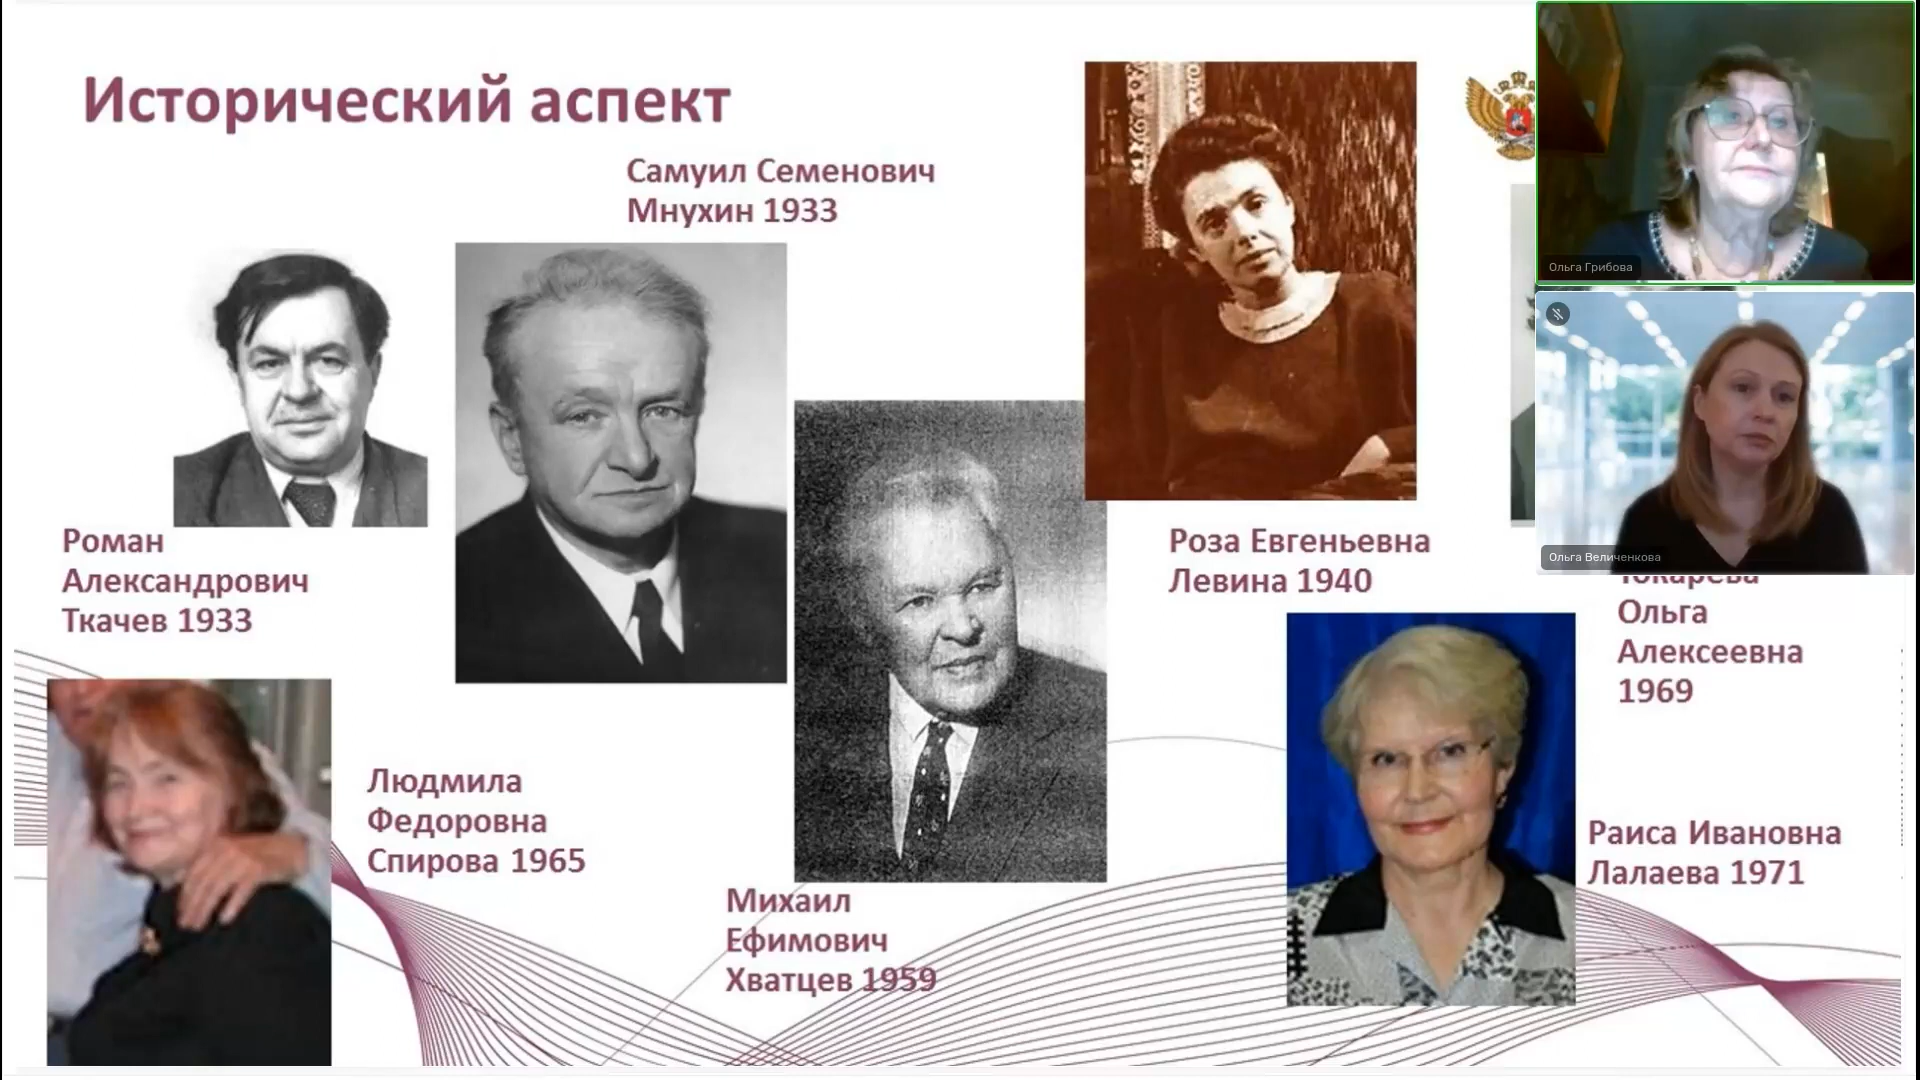 Исторический аспект
Самуил Семенович
Мнухин 1933
Роман
Александрович
Ткачев 1933
Роза Евгеньевна
Левина 1940
Токарева
Ольга
Алексеевна
1969
Людмила
Федоровна
Спирова 1965
Раиса Ивановна
Лалаева 1971
Михаил
Ефимович
Хватцев 1959
Ольга Грибова
Ольга Величенкова